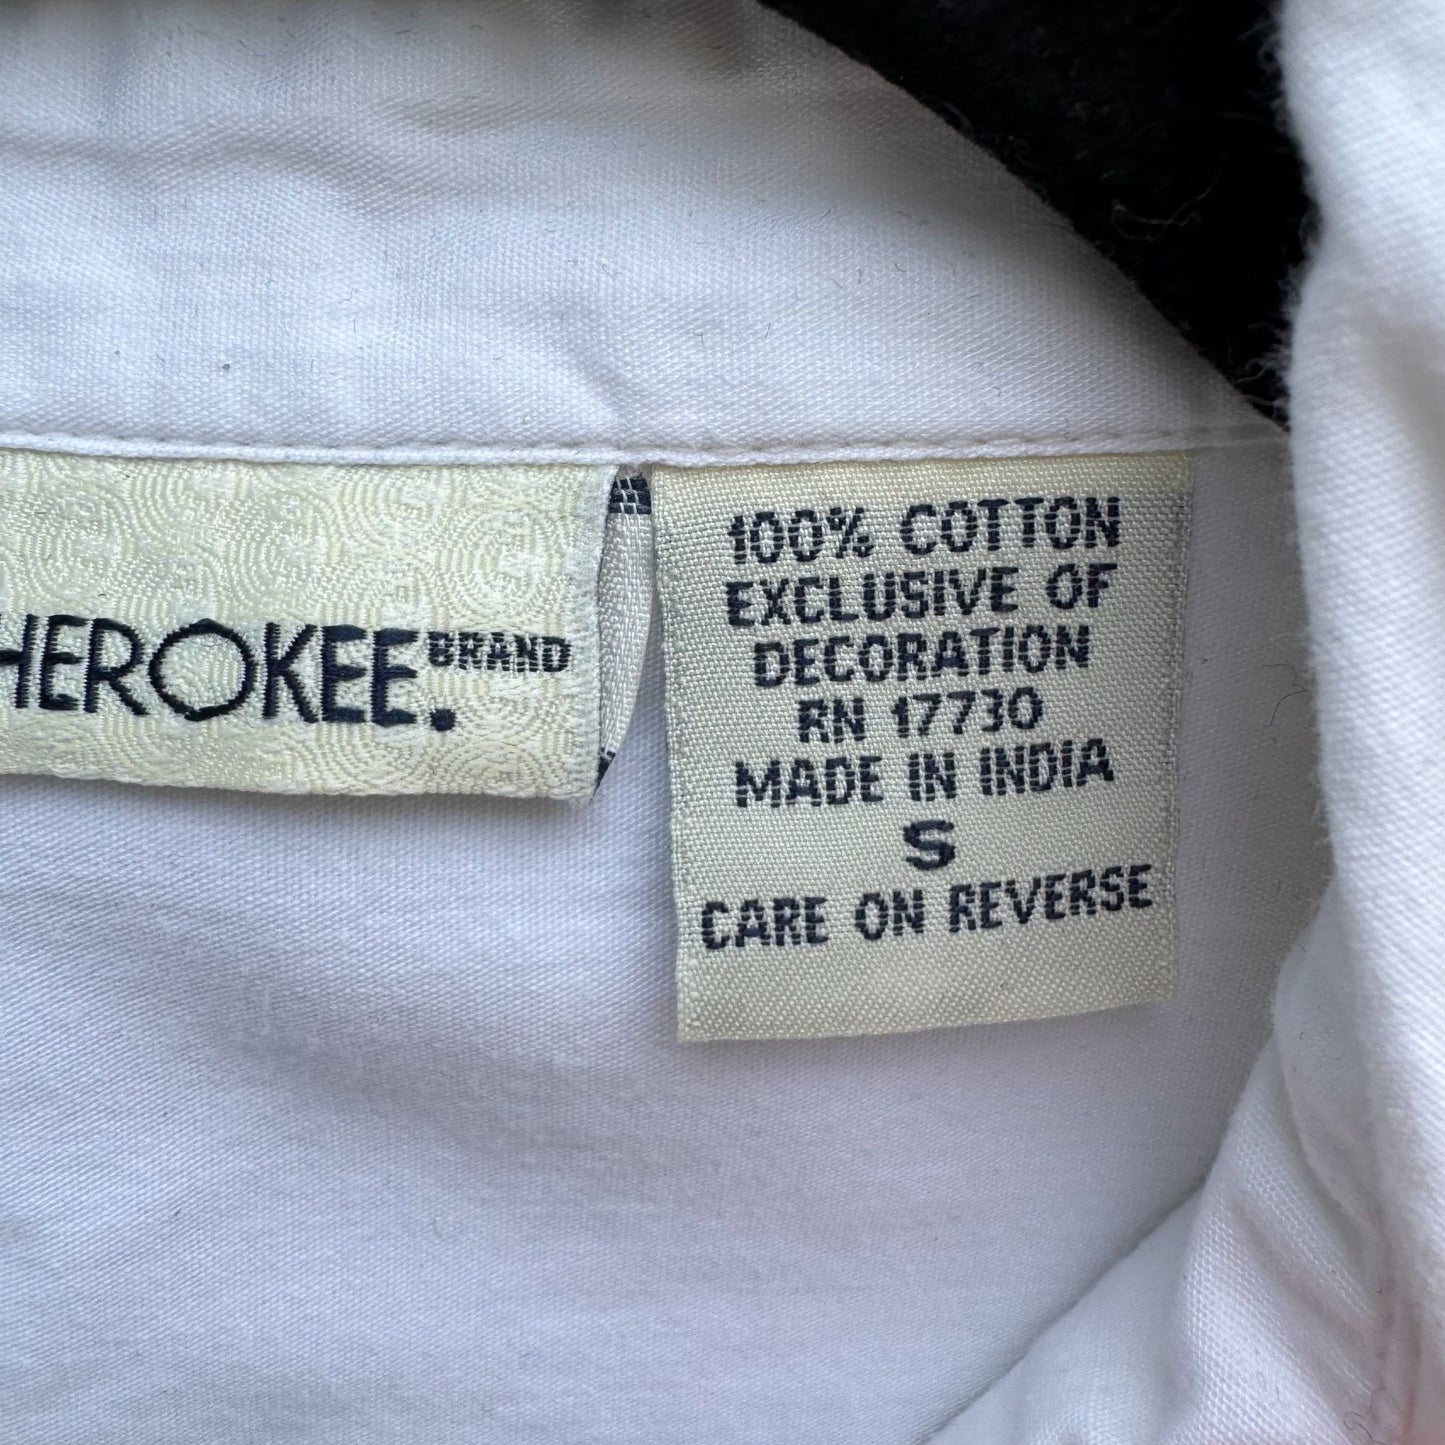 HEROKEE. BRAND
100% COTTON
EXCLUSIVE OF
DECORATION
RN 17730
MADE IN INDIA
S
CARE ON REVERSE